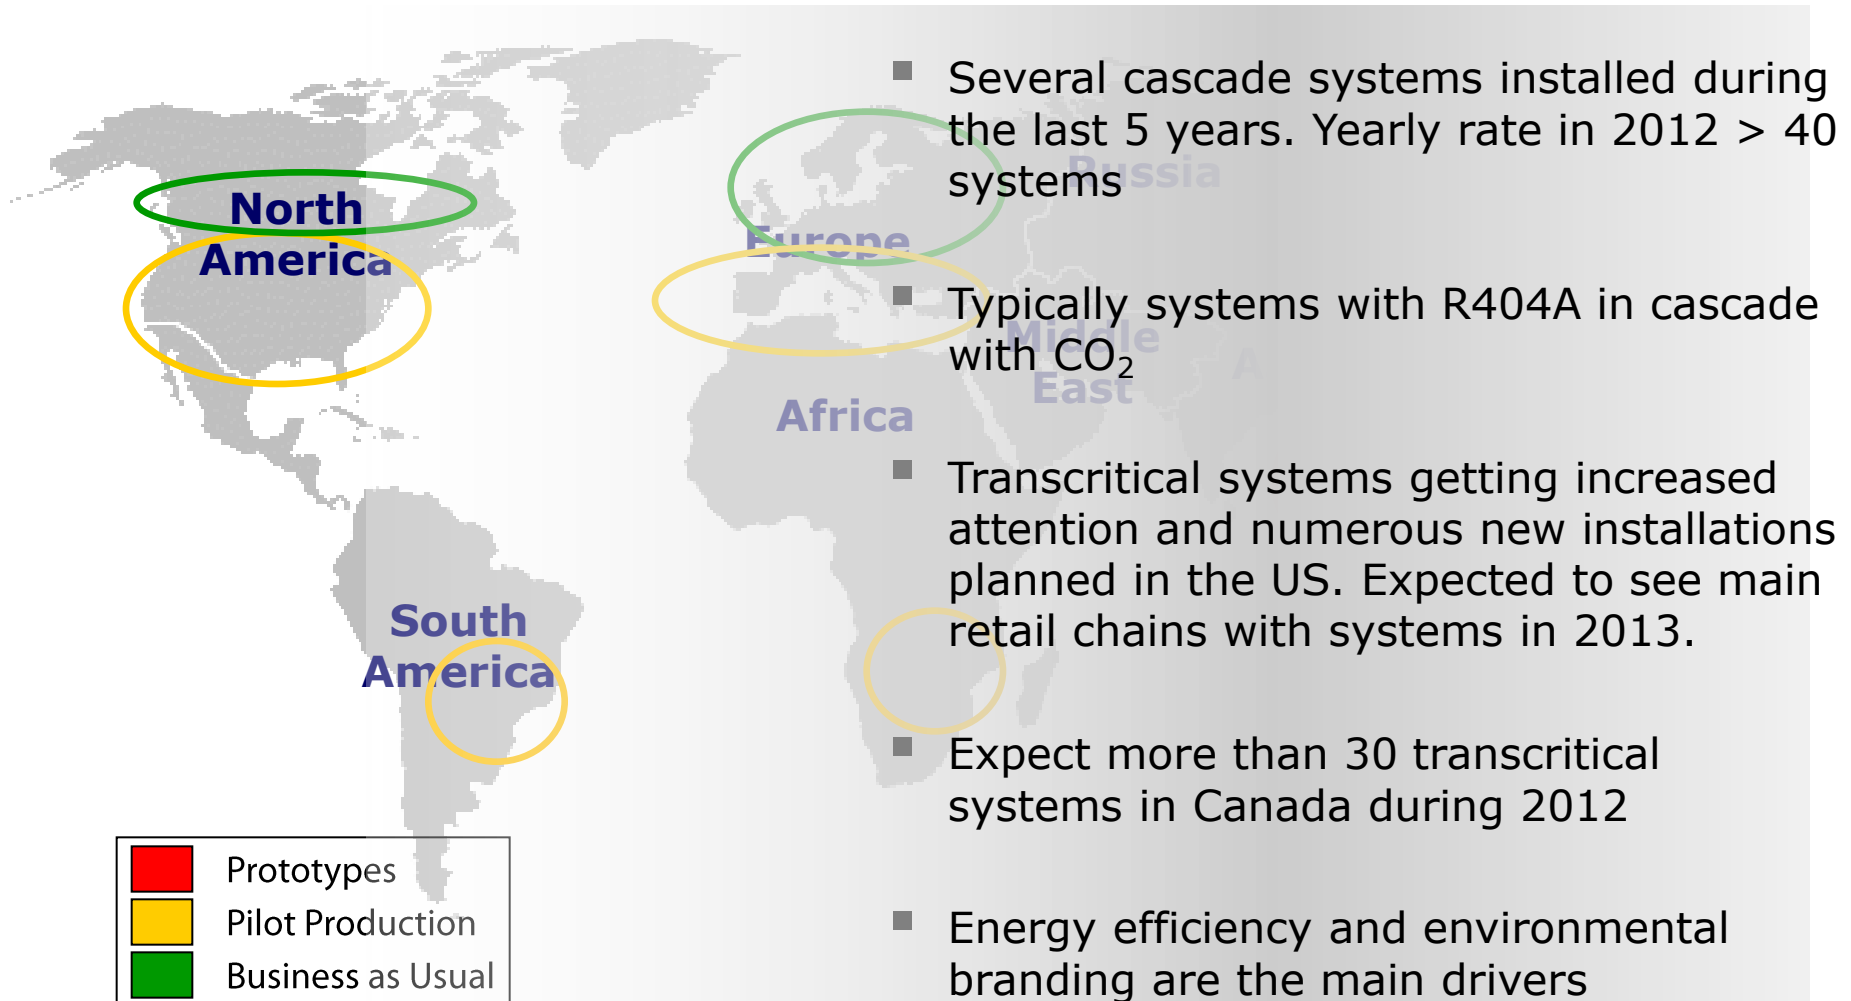 North
America
Europe
Russia
Middle
East
A
Africa
South
America
Prototypes
Pilot Production
Business as Usual
Several cascade systems installed during
the last 5 years. Yearly rate in 2012 > 40
systems
Typically systems with R404A in cascade
with CO₂
Transcritical systems getting increased
attention and numerous new installations
planned in the US. Expected to see main
retail chains with systems in 2013.
Expect more than 30 transcritical
systems in Canada during 2012
Energy efficiency and environmental
branding are the main drivers